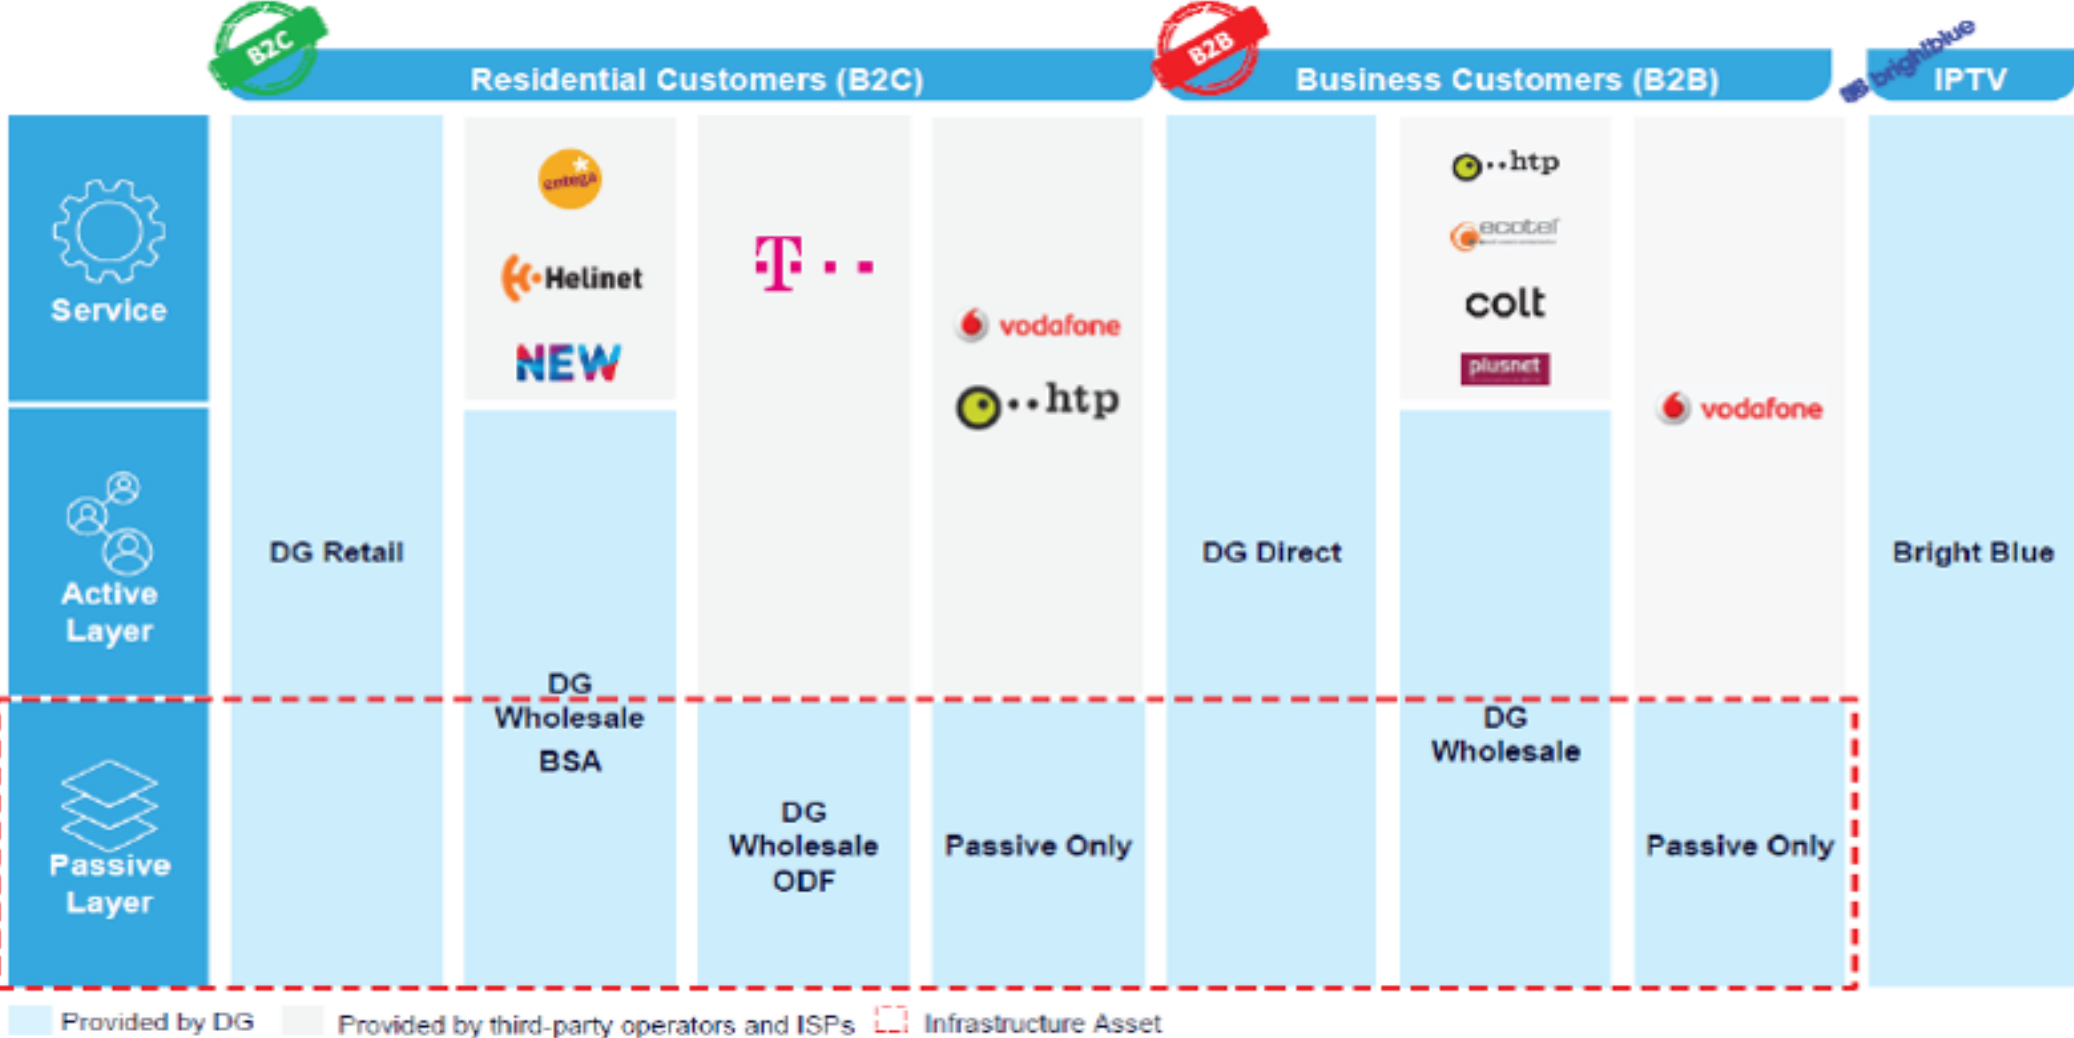 B2C
Residential Customers (B2C)
B2B
Business Customers (B2B)
brightblue
IPTV
Service
Active
Layer
Passive
Layer
DG Retail
entega
Helinet
NEW
DG
Wholesale
BSA
T
DG
Wholesale
ODF
vodafone
htp
Passive Only
DG Direct
htp
ecotel
colt
plusnet
DG
Wholesale
vodafone
Passive Only
Bright Blue
Provided by DG
Provided by third-party operators and ISPs
Infrastructure Asset